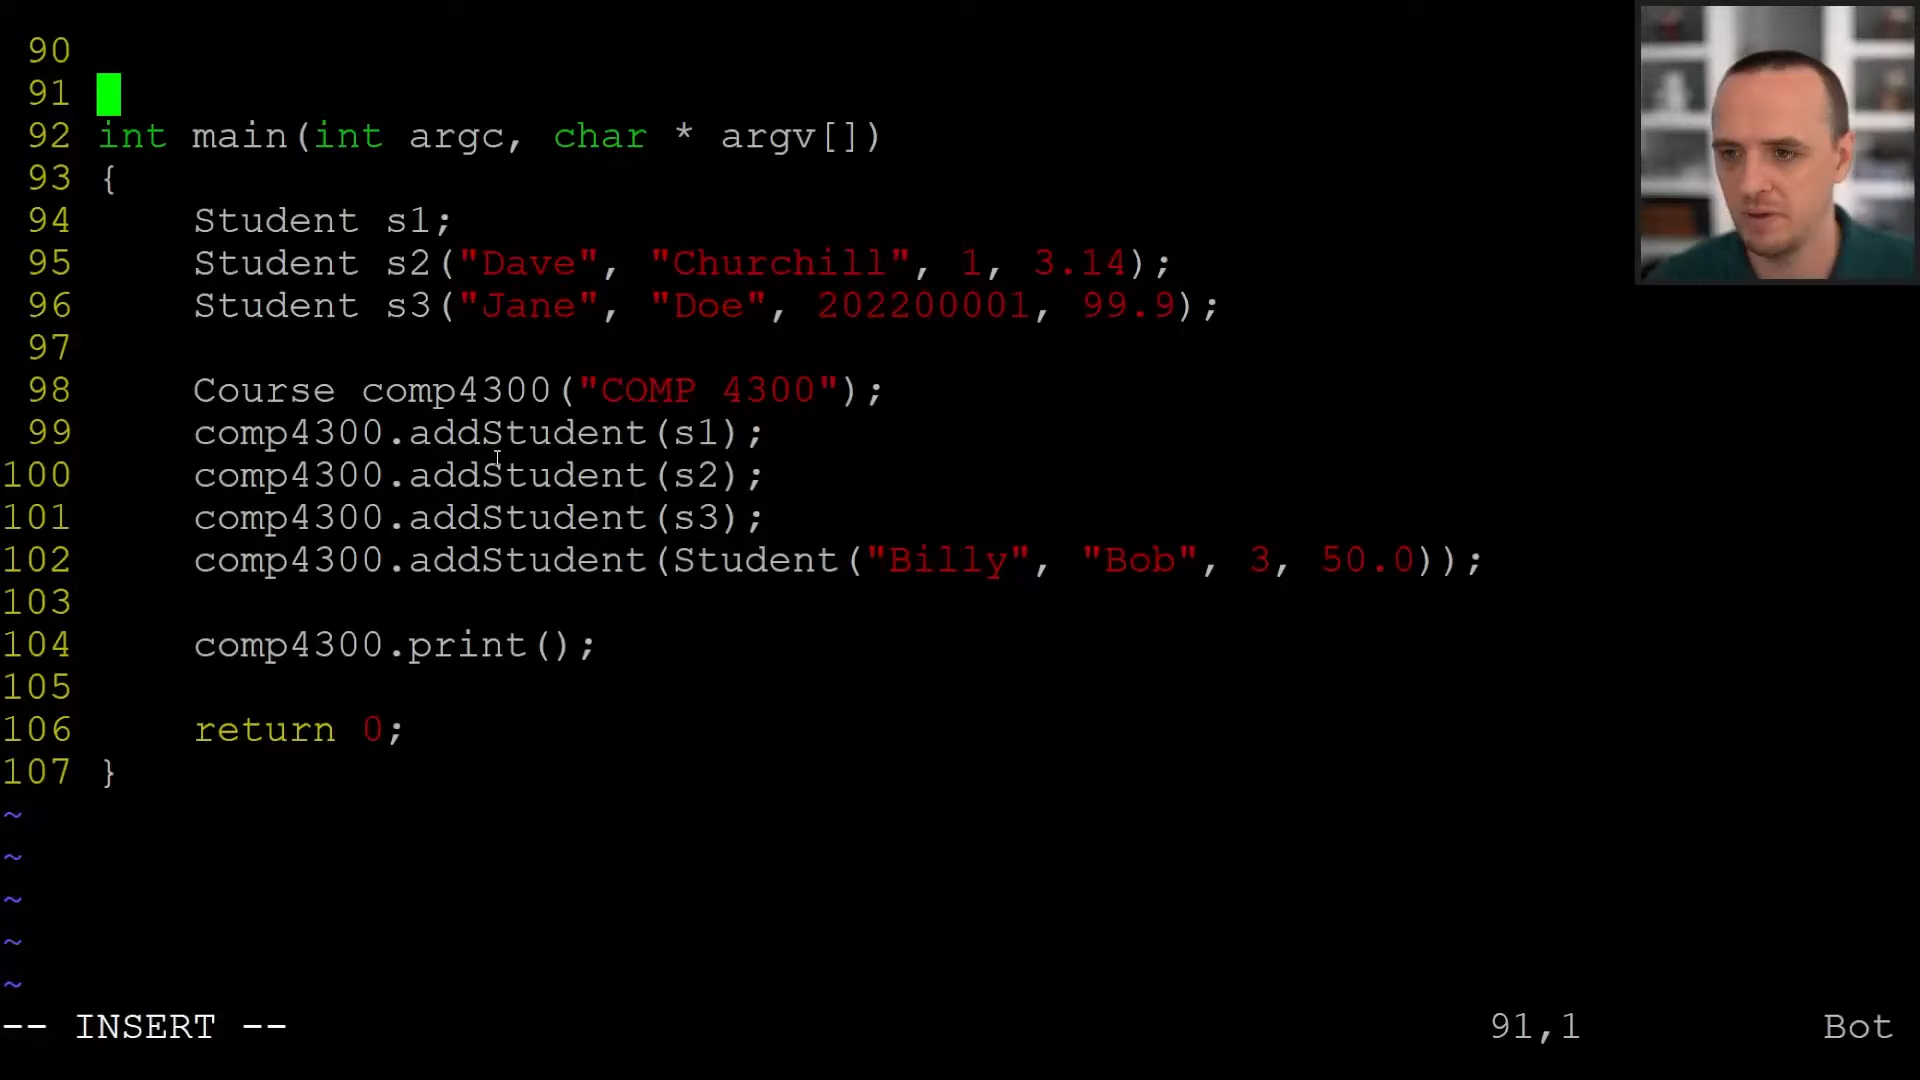 90
91
92 int main(int argc, char * argv[])
93 {
94 Student s1;
95 Student s2("Dave", "Churchill", 1, 3.14);
96 Student s3("Jane", "Doe", 202200001, 99.9);
97
98 Course comp4300("COMP 4300");
99 comp4300.addStudent(s1);
100 comp4300.addStudent(s2);
101 comp4300.addStudent(s3);
102 comp4300.addStudent(Student("Billy", "Bob", 3, 50.0));
103
104 comp4300.print();
105
106 return 0;
107 }
~
~
~
~
~
-- INSERT -- 91,1 Bot